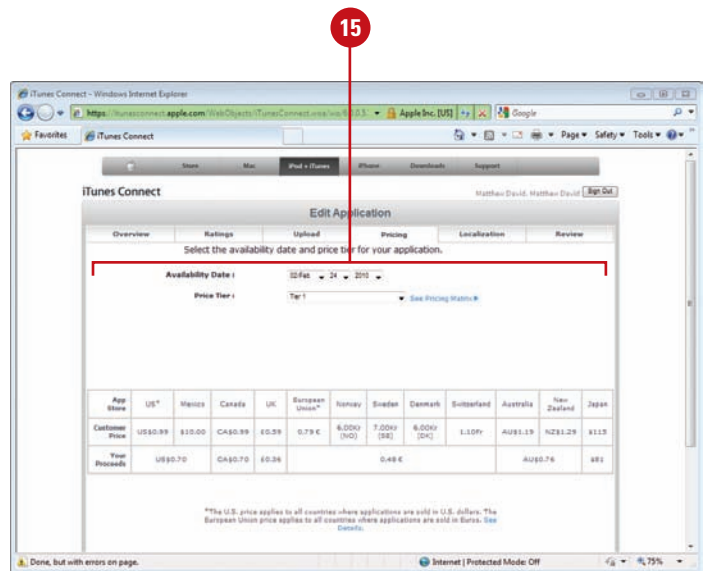 15
iTunes Connect - Windows Internet Explorer
apple.com Apple Inc. [US] Google
Favorites iTunes Connect Page Safety Tools
Store Mac iPod + iTunes iPhone Downloads Support
iTunes Connect Matthew David, Matthew David Sign Out
Edit Application
Overview Ratings Upload Pricing Localization Review
Select the availability date and price tier for your application.
Availability Date : 02/Feb 24 2010
Price Tier : Tier 1 See Pricing Matrix
App Store US* Mexico Canada UK European Union* Norway Sweden Denmark Switzerland Australia New Zealand Japan
Customer Price US$0.99 $10.00 CA$0.99 £0.59 0.79 € 6.00Kr (NO) 7.00Kr (SE) 6.00Kr (DK) 1.10Fr AU$1.19 NZ$1.29 ¥115
Your Proceeds US$0.70 CA$0.70 £0.36 0.48 € AU$0.76 ¥81
*The U.S. price applies to all countries where applications are sold in U.S. dollars. The
European Union price applies to all countries where applications are sold in Euros. See
Details.
Done, but with errors on page. Internet | Protected Mode: Off 75%